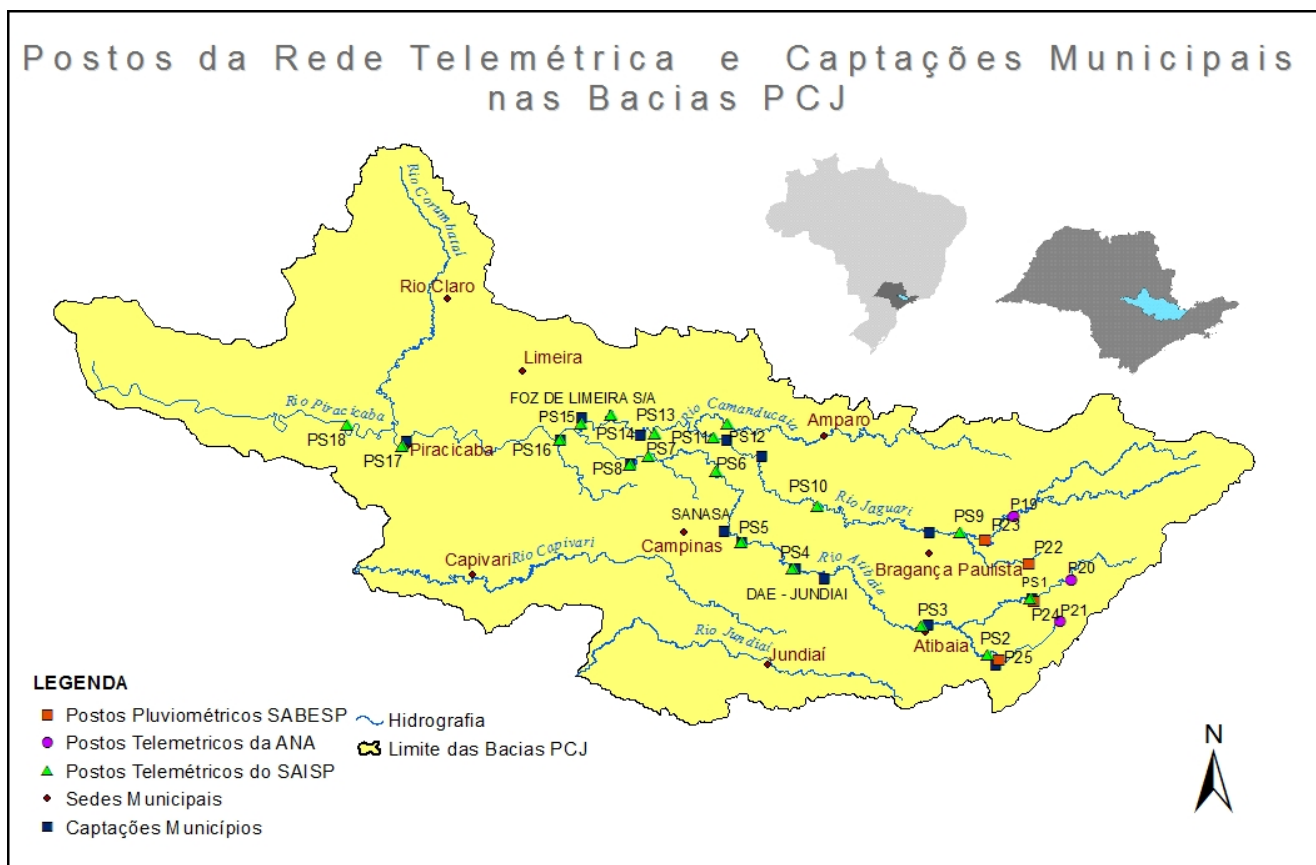 Postos da Rede Telemétrica e Captações Municipais
nas Bacias PCJ
Rio Corumbataí
Rio Claro
Limeira
FOZ DE LIMEIRA S/A
Rio Piracicaba
PS18
PS17
Piracicaba
PS16
PS15
PS14
PS13
Rio Camanducaia
PS11
PS12
Amparo
PS8
PS7
PS6
PS10
Rio Jaguari
PS9
P19
P23
SANASA
Campinas
PS5
PS4
DAE - JUNDIAI
Rio Atibaia
Bragança Paulista
P22
P20
PS1
P24
P21
PS3
Atibaia
PS2
P25
Capivari
Rio Capivari
Rio Jundiaí
Jundiaí
LEGENDA
Postos Pluviométricos SABESP
Postos Telemetricos da ANA
Postos Telemétricos do SAISP
Sedes Municipais
Captações Municípios
Hidrografia
Limite das Bacias PCJ
N